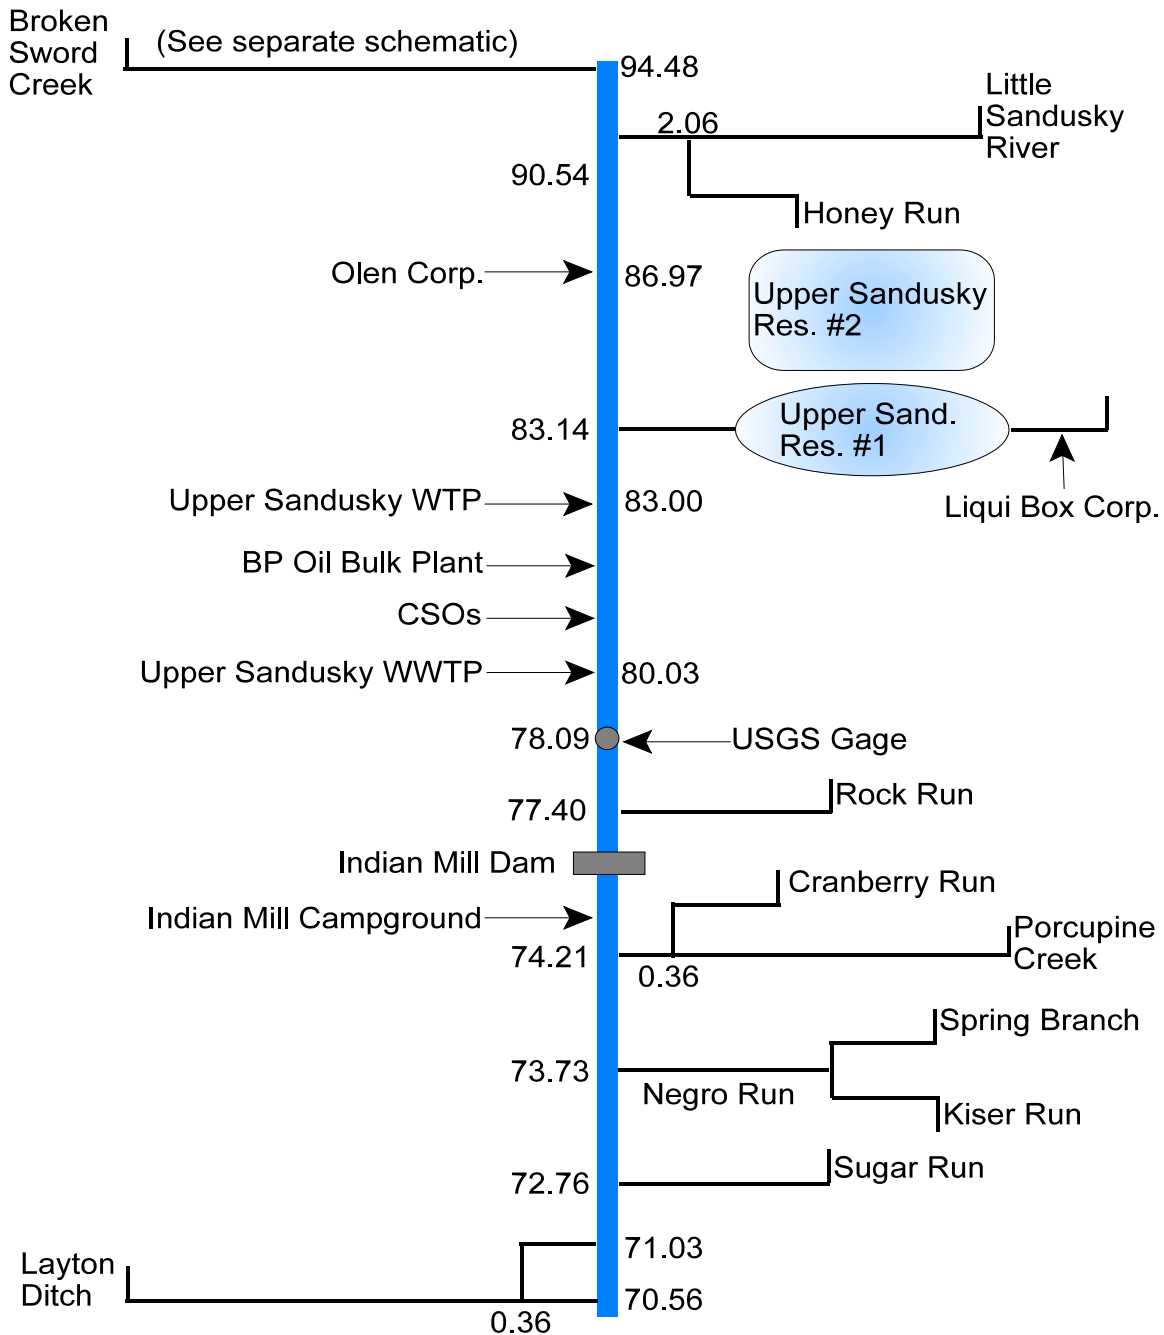 Broken
Sword
Creek
(See separate schematic)
94.48
Little
Sandusky
River
2.06
90.54
Honey Run
Olen Corp.
86.97
Upper Sandusky
Res. #2
83.14
Upper Sand.
Res. #1
Liqui Box Corp.
Upper Sandusky WTP
83.00
BP Oil Bulk Plant
CSOs
Upper Sandusky WWTP
80.03
78.09
USGS Gage
77.40
Rock Run
Indian Mill Dam
Cranberry Run
Indian Mill Campground
74.21
0.36
Porcupine
Creek
Spring Branch
73.73
Negro Run
Kiser Run
72.76
Sugar Run
71.03
Layton
Ditch
0.36
70.56